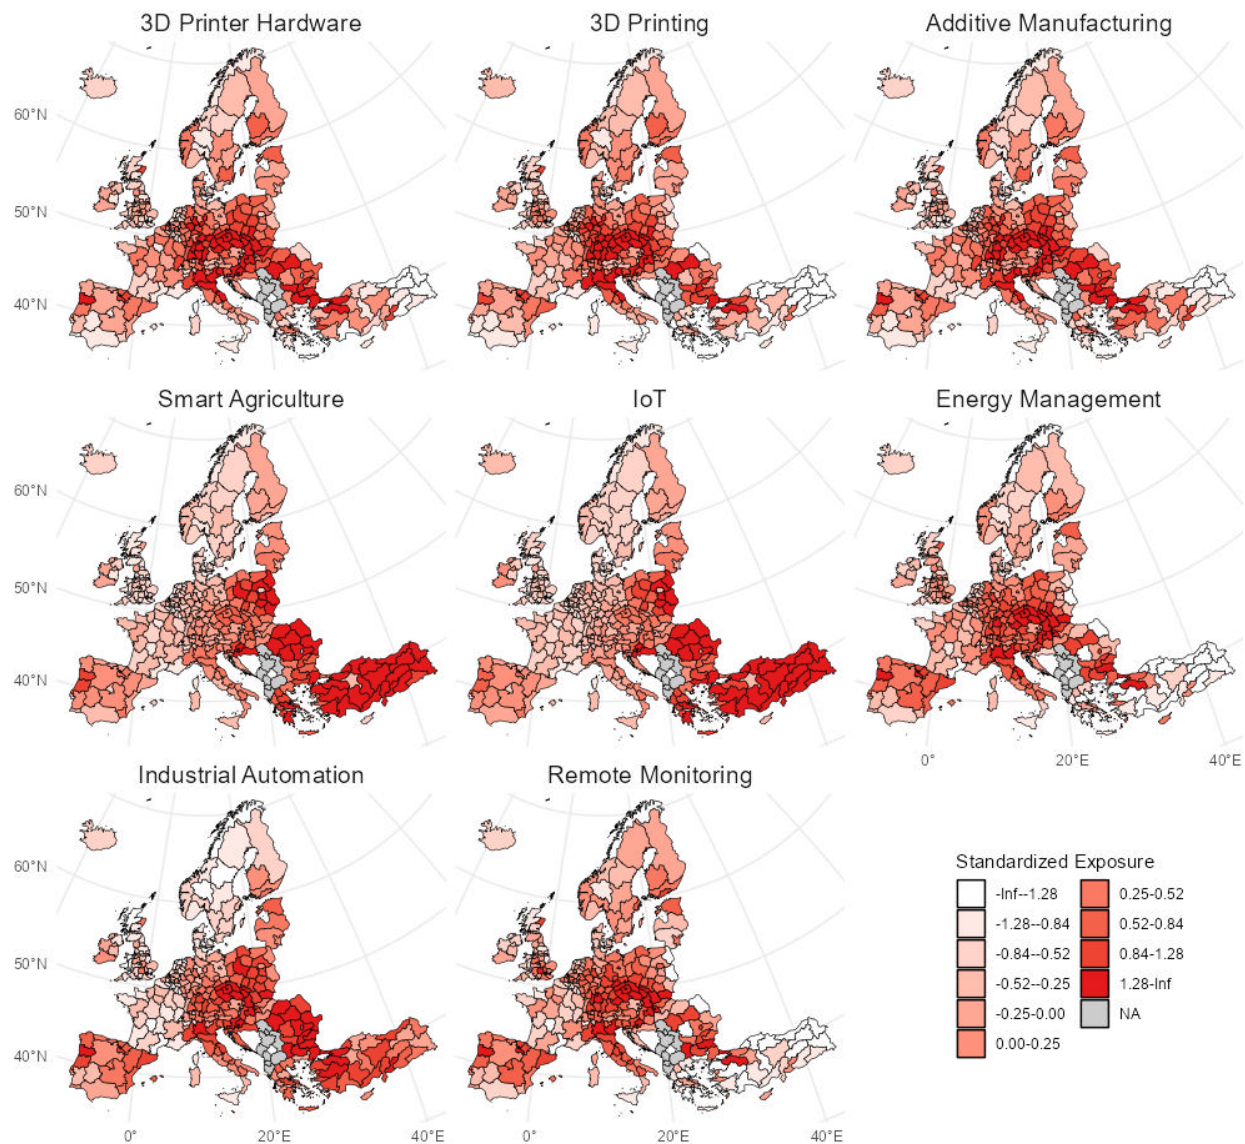 3D Printer Hardware
3D Printing
Additive Manufacturing
60°N
50°N
40°N
Smart Agriculture
IoT
Energy Management
60°N
50°N
40°N
0°
20°E
40°E
Industrial Automation
Remote Monitoring
60°N
50°N
40°N
0°
20°E
40°E
0°
20°E
40°E
Standardized Exposure
-Inf--1.28
-1.28--0.84
-0.84--0.52
-0.52--0.25
-0.25-0.00
0.00-0.25
0.25-0.52
0.52-0.84
0.84-1.28
1.28-Inf
NA